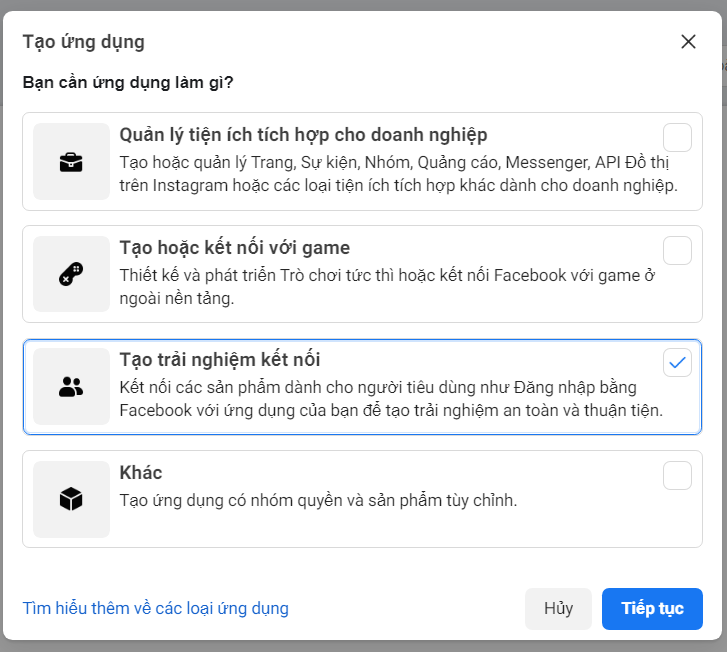 Tạo ứng dụng
Bạn cần ứng dụng làm gì?
Quản lý tiện ích tích hợp cho doanh nghiệp
Tạo hoặc quản lý Trang, Sự kiện, Nhóm, Quảng cáo, Messenger, API Đồ thị
trên Instagram hoặc các loại tiện ích tích hợp khác dành cho doanh nghiệp.
Tạo hoặc kết nối với game
Thiết kế và phát triển Trò chơi tức thì hoặc kết nối Facebook với game ở
ngoài nền tảng.
Tạo trải nghiệm kết nối
Kết nối các sản phẩm dành cho người tiêu dùng như Đăng nhập bằng
Facebook với ứng dụng của bạn để tạo trải nghiệm an toàn và thuận tiện.
Khác
Tạo ứng dụng có nhóm quyền và sản phẩm tùy chỉnh.
Tìm hiểu thêm về các loại ứng dụng
Hủy
Tiếp tục